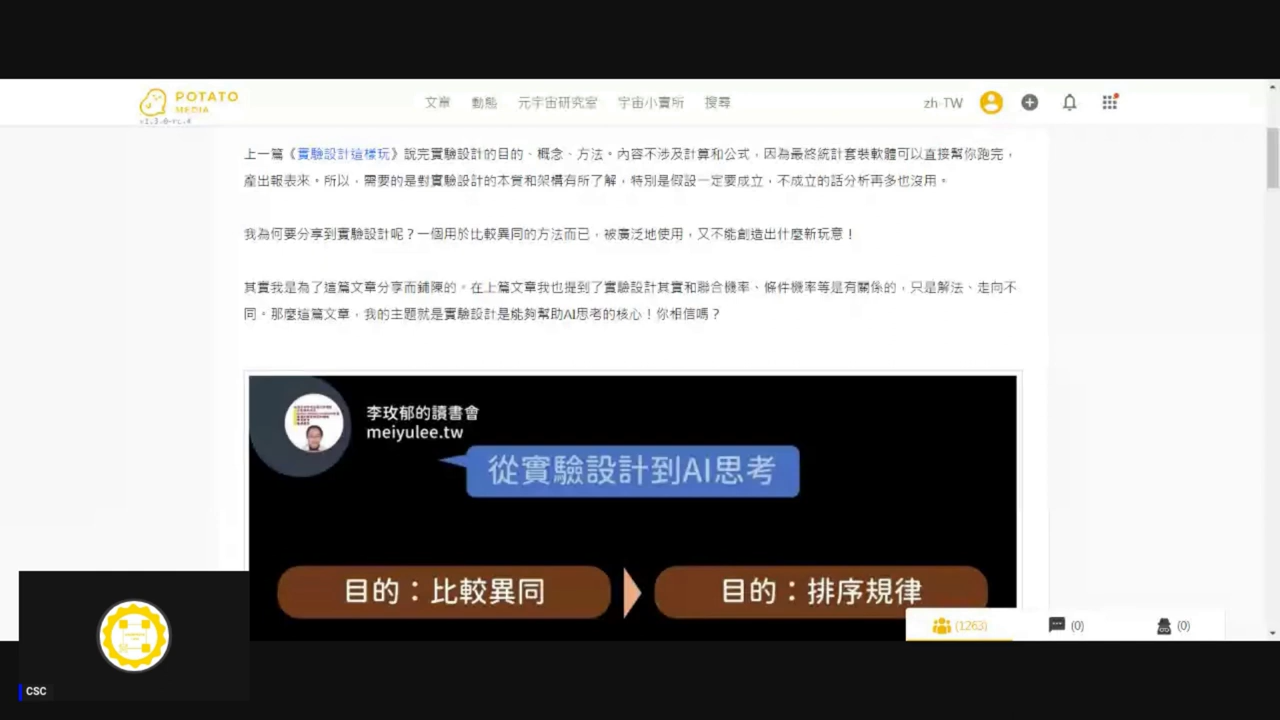 POTATO
MEDIA
文章 動態 元宇宙研究室 宇宙小賣所 搜尋
zh-TW
上一篇《實驗設計這樣玩》說完實驗設計的目的、概念、方法。內容不涉及計算和公式，因為最終統計套裝軟體可以直接幫你跑完，
產出報表來。所以，需要的是對實驗設計的本質和架構有所了解，特別是假設一定要成立，不成立的話分析再多也沒用。
我為何要分享到實驗設計呢？一個用於比較異同的方法而已，被廣泛地使用，又不能創造出什麼新玩意！
其實我是為了這篇文章分享而鋪陳的。在上篇文章我也提到了實驗設計其實和聯合機率、條件機率等是有關係的，只是解法、走向不
同。那麼這篇文章，我的主題就是實驗設計是能夠幫助AI思考的核心！你相信嗎？
李玫郁的讀書會
meiyulee.tw
從實驗設計到AI思考
目的：比較異同
目的：排序規律
(1263)
(0)
(0)
CSC